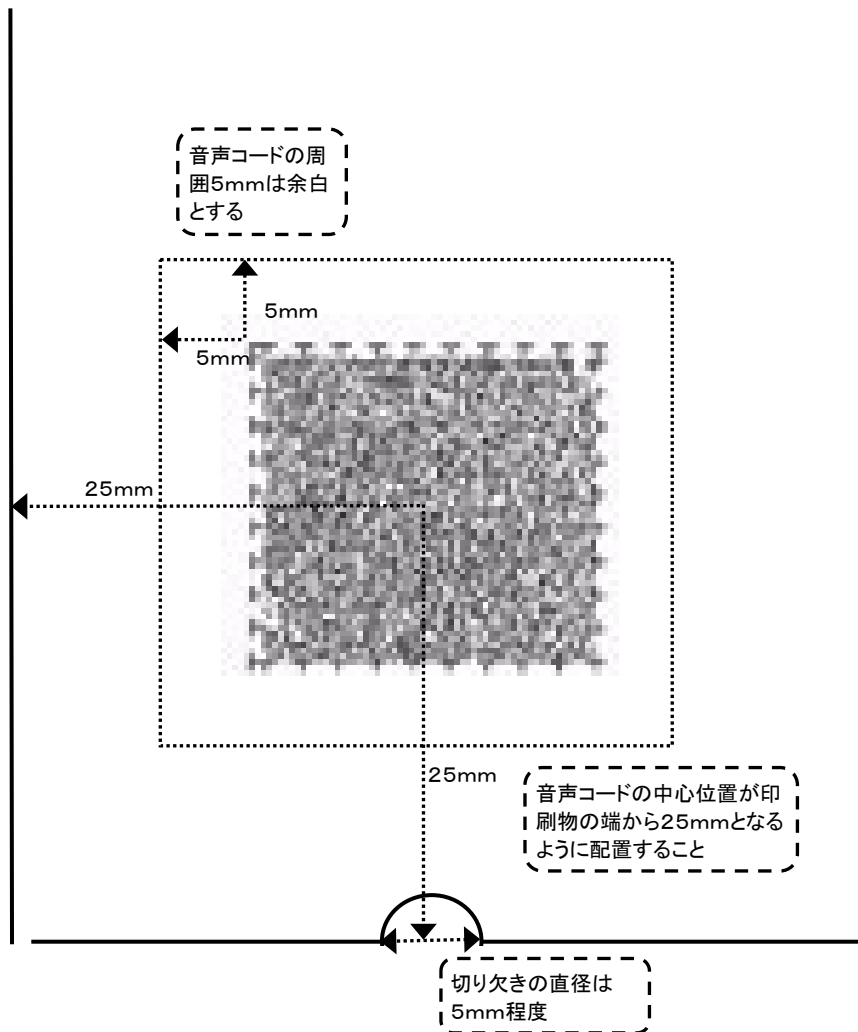 音声コードの周
囲5mmは余白
とする
5mm
5mm
25mm
25mm
音声コードの中心位置が印
刷物の端から25mmとなる
ように配置すること
切り欠きの直径は
5mm程度